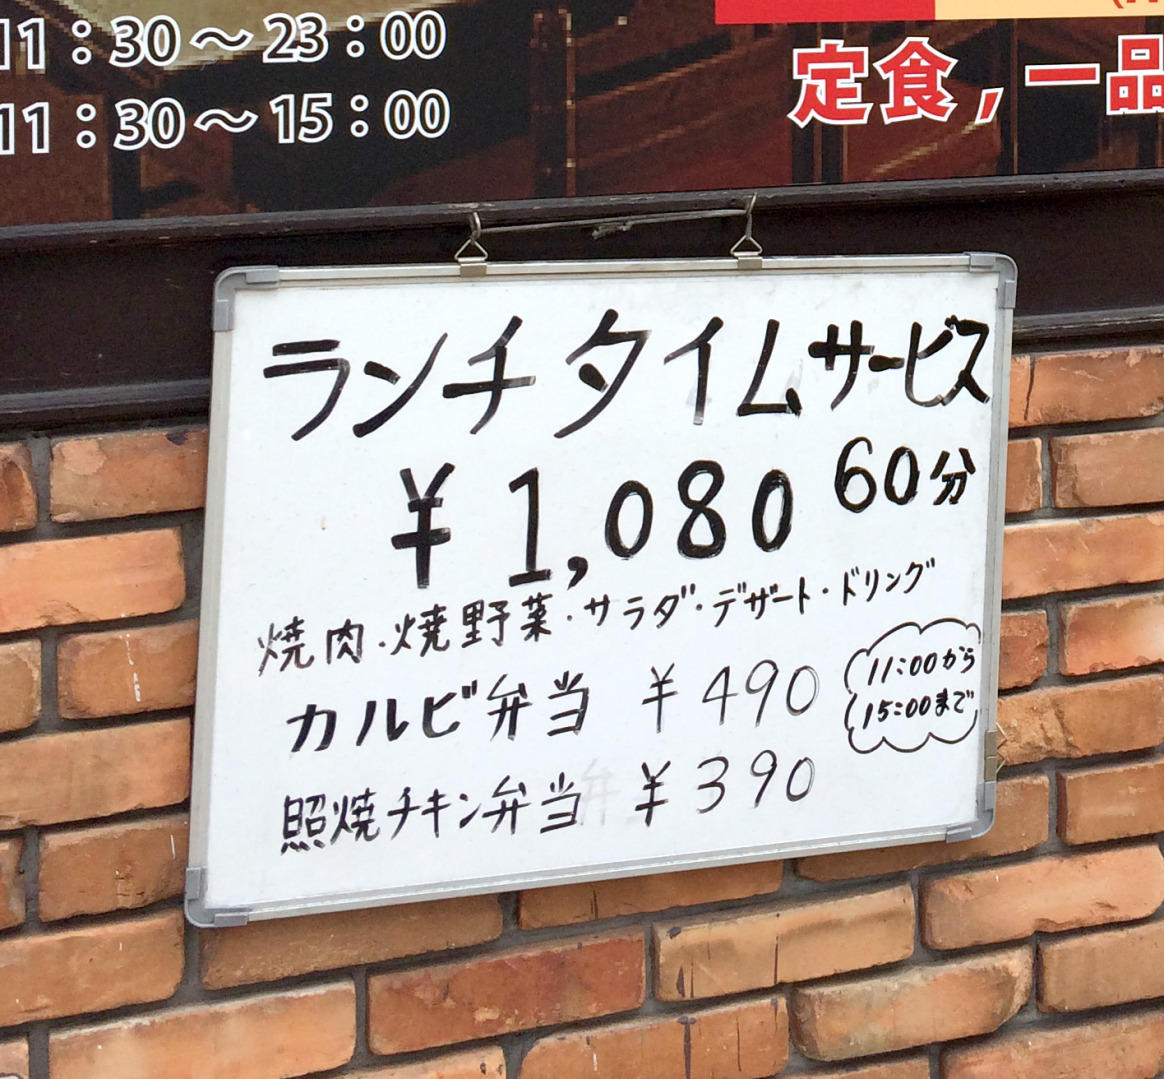 11：30～23：00
11：30～15：00
定食，一品
ランチタイムサービス
¥1,080 60分
焼肉・焼野菜・サラダ・デザート・ドリング
カルビ弁当 ¥490
11:00から
15:00まで
照焼チキン弁当 ¥390